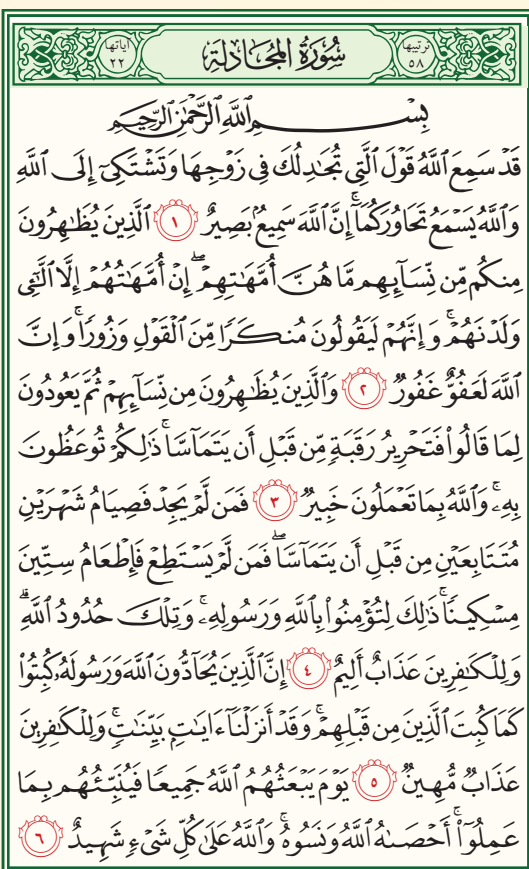 ترتيبها ٥٨ سُورَةُ المُجَادلَةِ آياتها ٢٢
بِسْمِ ٱللَّهِ ٱلرَّحْمَٰنِ ٱلرَّحِيمِ
قَدْ سَمِعَ ٱللَّهُ قَوْلَ ٱلَّتِى تُجَٰدِلُكَ فِى زَوْجِهَا وَتَشْتَكِىٓ إِلَى ٱللَّهِ
وَٱللَّهُ يَسْمَعُ تَحَاوُرَكُمَآ ۚ إِنَّ ٱللَّهَ سَمِيعٌۢ بَصِيرٌ ١ ٱلَّذِينَ يُظَٰهِرُونَ
مِنكُم مِّن نِّسَآئِهِم مَّا هُنَّ أُمَّهَٰتِهِمْ ۖ إِنْ أُمَّهَٰتُهُمْ إِلَّا ٱلَّٰٓـِٔى
وَلَدْنَهُمْ ۚ وَإِنَّهُمْ لَيَقُولُونَ مُنكَرًا مِّنَ ٱلْقَوْلِ وَزُورًا ۚ وَإِنَّ
ٱللَّهَ لَعَفُوٌّ غَفُورٌ ٢ وَٱلَّذِينَ يُظَٰهِرُونَ مِن نِّسَآئِهِمْ ثُمَّ يَعُودُونَ
لِمَا قَالُوا۟ فَتَحْرِيرُ رَقَبَةٍ مِّن قَبْلِ أَن يَتَمَآسَّا ۚ ذَٰلِكُمْ تُوعَظُونَ
بِهِۦ ۚ وَٱللَّهُ بِمَا تَعْمَلُونَ خَبِيرٌ ٣ فَمَن لَّمْ يَجِدْ فَصِيَامُ شَهْرَيْنِ
مُتَتَابِعَيْنِ مِن قَبْلِ أَن يَتَمَآسَّا ۖ فَمَن لَّمْ يَسْتَطِعْ فَإِطْعَامُ سِتِّينَ
مِسْكِينًا ۚ ذَٰلِكَ لِتُؤْمِنُوا۟ بِٱللَّهِ وَرَسُولِهِۦ ۚ وَتِلْكَ حُدُودُ ٱللَّهِ ۗ
وَلِلْكَٰفِرِينَ عَذَابٌ أَلِيمٌ ٤ إِنَّ ٱلَّذِينَ يُحَآدُّونَ ٱللَّهَ وَرَسُولَهُۥ كُبِتُوا۟
كَمَا كُبِتَ ٱلَّذِينَ مِن قَبْلِهِمْ ۚ وَقَدْ أَنزَلْنَآ ءَايَٰتٍۭ بَيِّنَٰتٍ ۚ وَلِلْكَٰفِرِينَ
عَذَابٌ مُّهِينٌ ٥ يَوْمَ يَبْعَثُهُمُ ٱللَّهُ جَمِيعًا فَيُنَبِّئُهُم بِمَا
عَمِلُوٓا۟ ۚ أَحْصَىٰهُ ٱللَّهُ وَنَسُوهُ ۚ وَٱللَّهُ عَلَىٰ كُلِّ شَىْءٍ شَهِيدٌ ٦